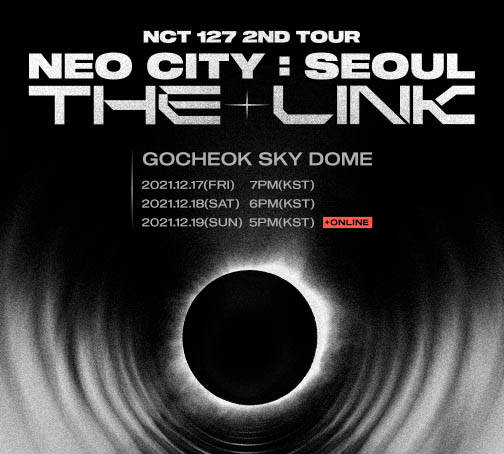 NCT 127 2ND TOUR
NEO CITY : SEOUL
THE+LINK
GOCHEOK SKY DOME
2021.12.17(FRI) 7PM(KST)
2021.12.18(SAT) 6PM(KST)
2021.12.19(SUN) 5PM(KST) +ONLINE